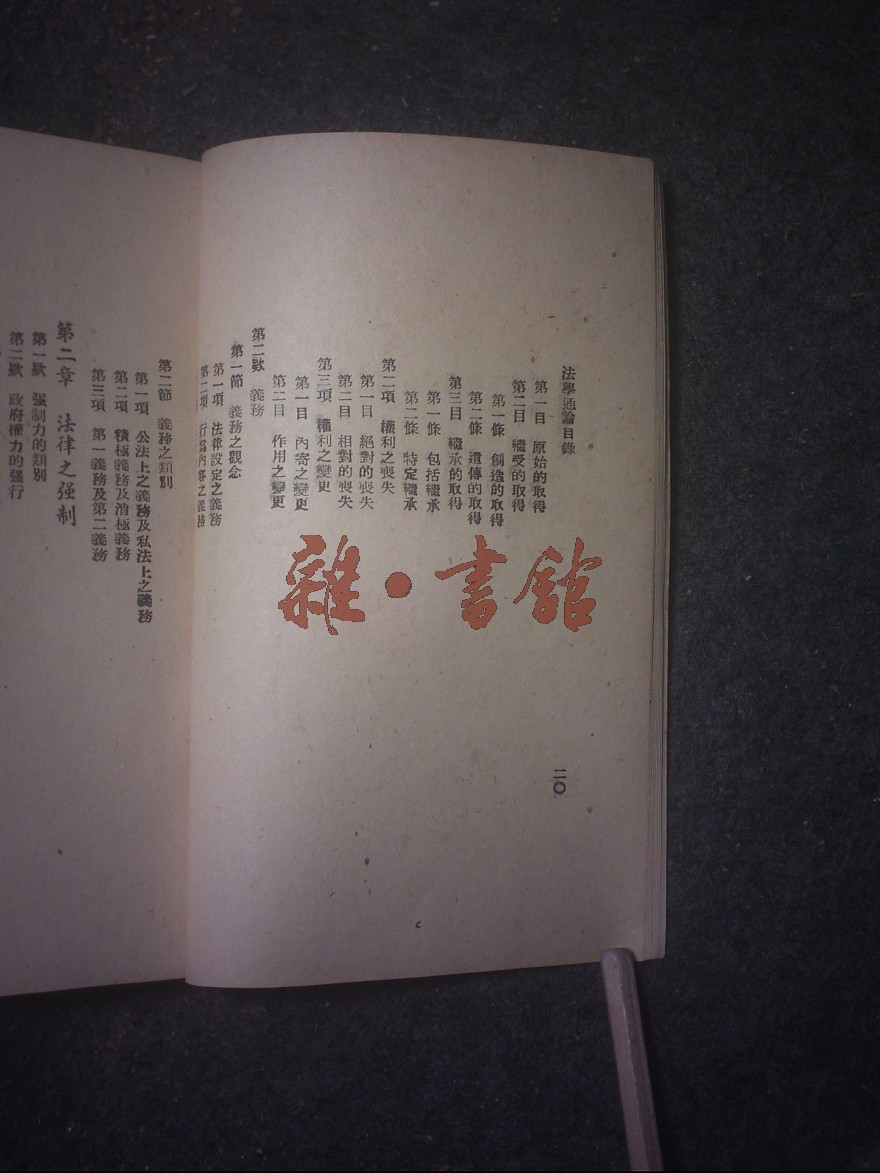 法學通論目錄
第一目 原始的取得
第二目 繼受的取得
第一條 創造的取得
第二條 遺傳的取得
第三目 繼承的取得
第一條 包括繼承
第二條 特定繼承
第二項 權利之喪失
第一目 絕對的喪失
第二目 相對的喪失
第三項 權利之變更
第一目 內容之變更
第二目 作用之變更
第二欵 義務
第一節 義務之觀念
第一項 法律設定之義務
第二項 行爲內容之義務
二〇
第二節 義務之類別
第一項 公法上之義務及私法上之義務
第二項 積極義務及消極義務
第三項 第一義務及第二義務
第二章 法律之强制
第一欵 强制力的類別
第二欵 政府權力的强行
雜·書館